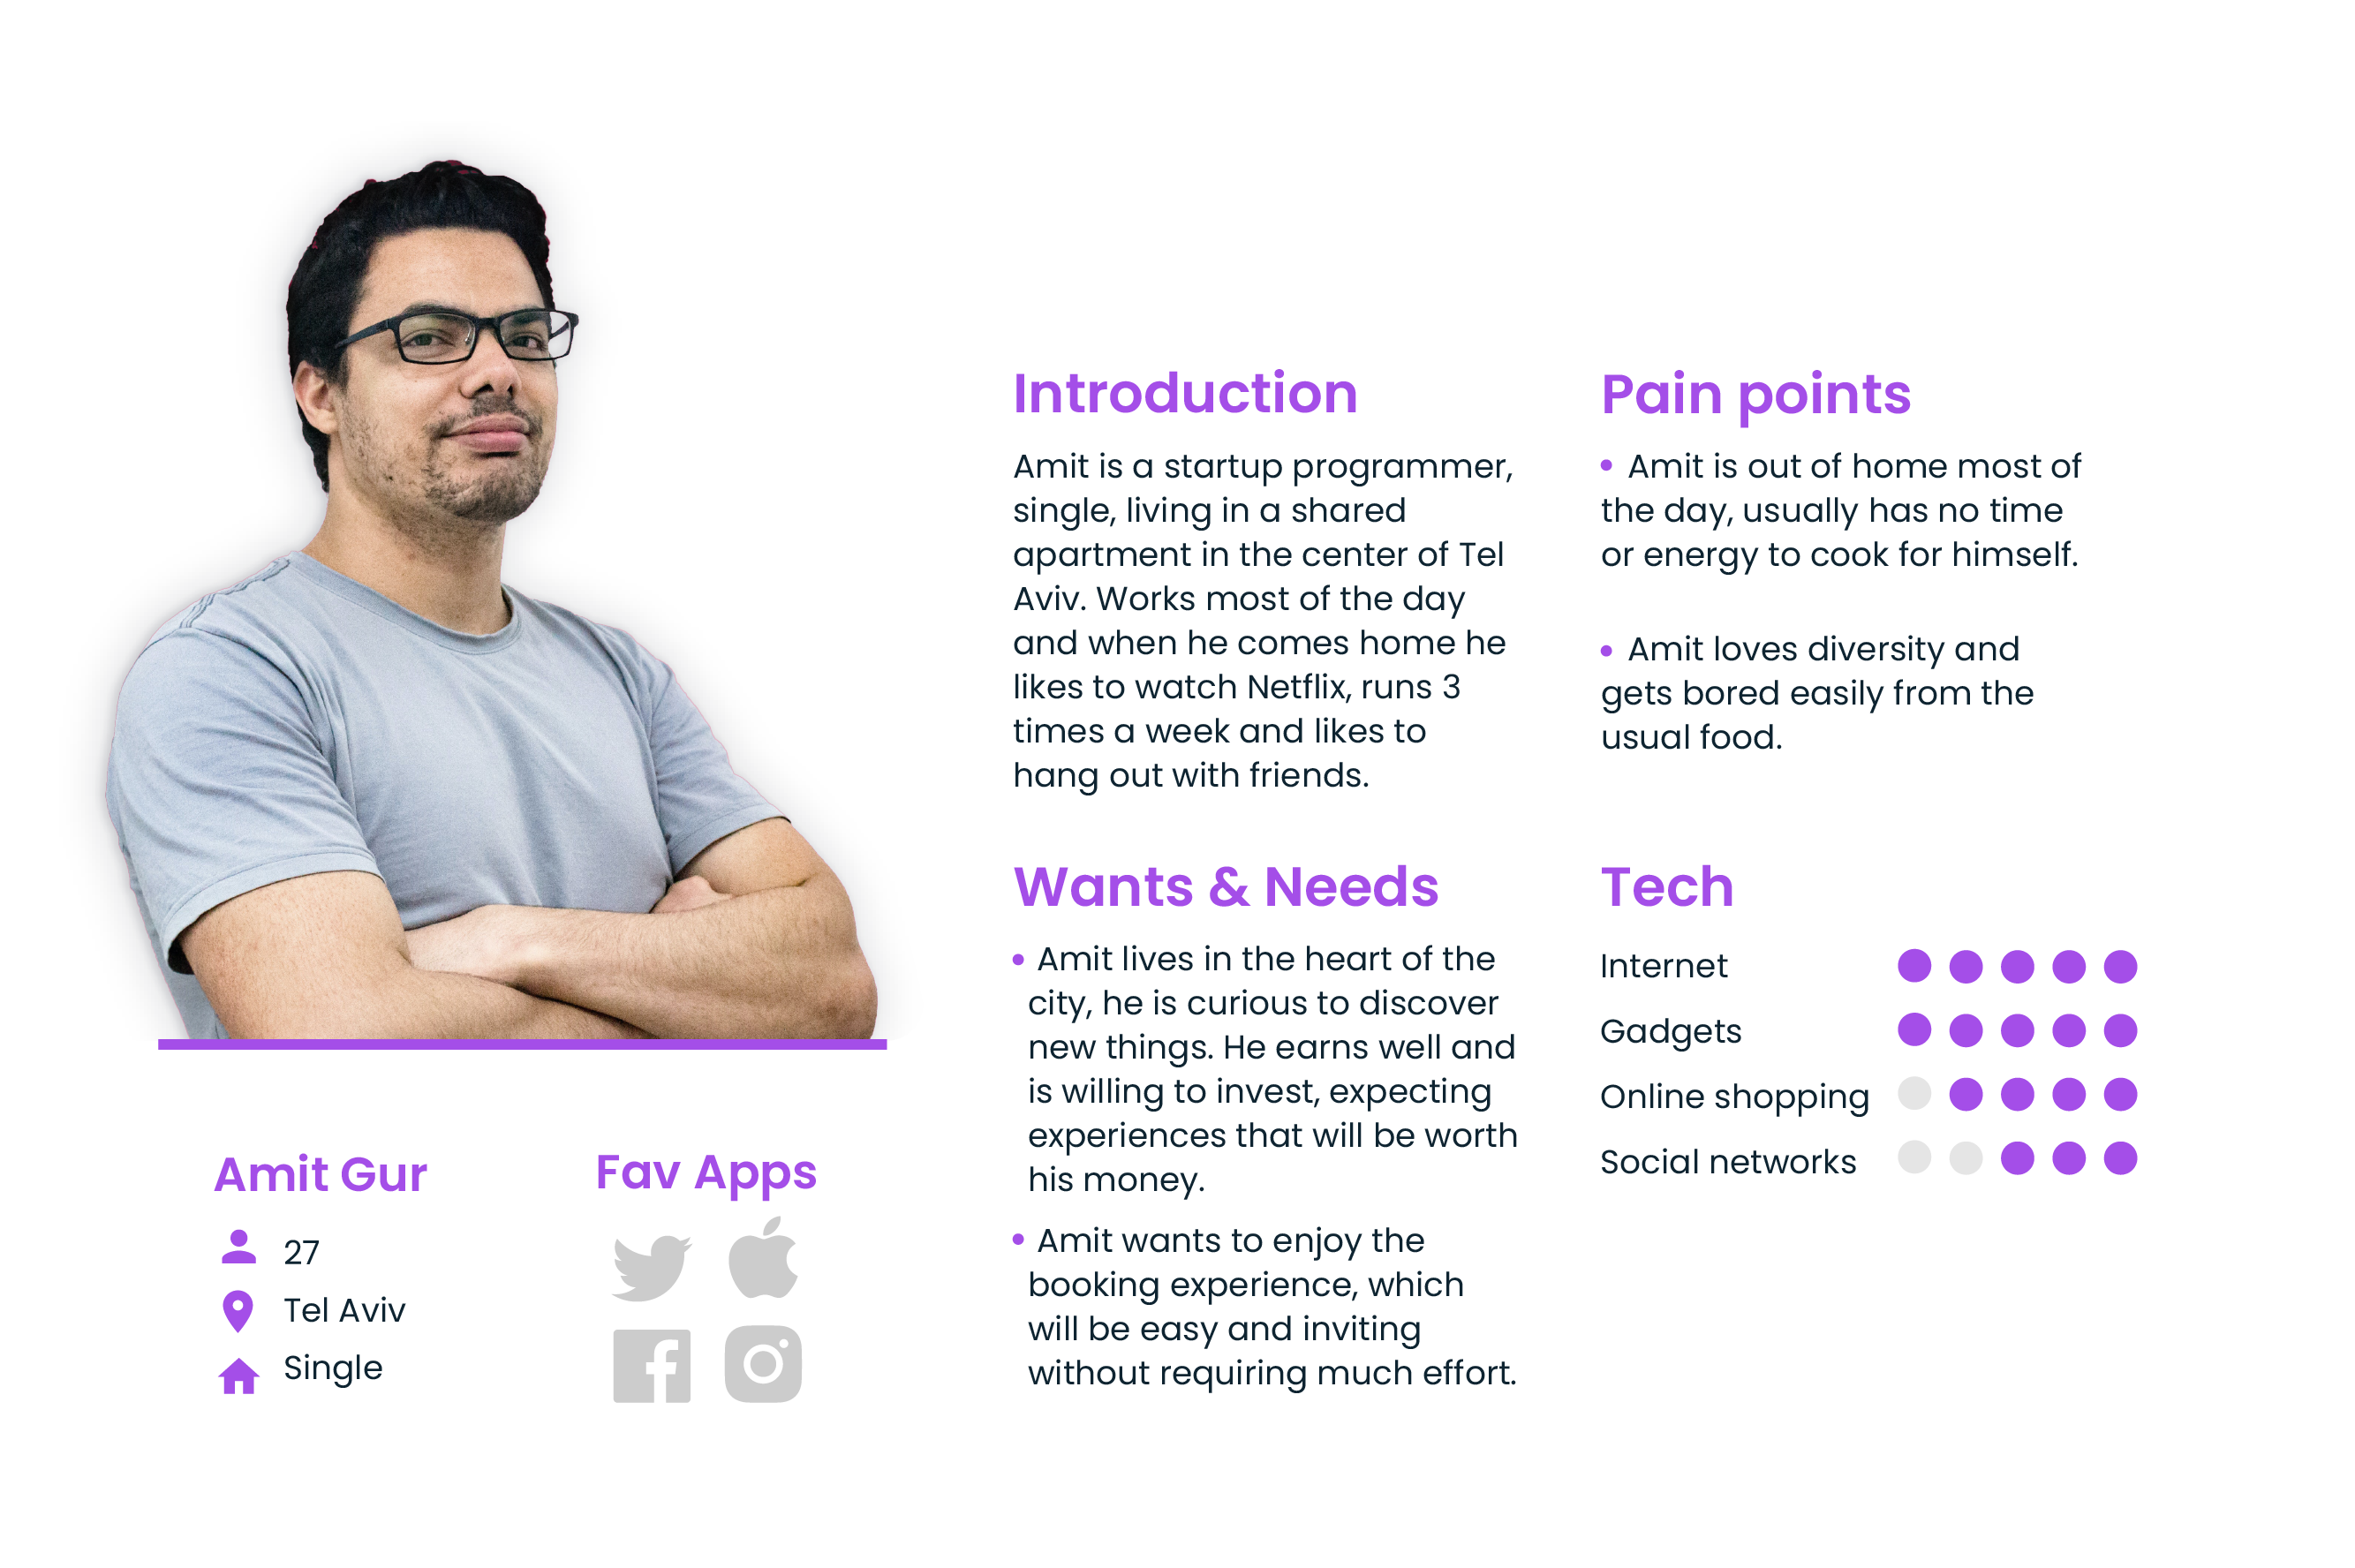 Introduction
Amit is a startup programmer,
single, living in a shared
apartment in the center of Tel
Aviv. Works most of the day
and when he comes home he
likes to watch Netflix, runs 3
times a week and likes to
hang out with friends.
Pain points
• Amit is out of home most of
the day, usually has no time
or energy to cook for himself.
• Amit loves diversity and
gets bored easily from the
usual food.
Wants & Needs
• Amit lives in the heart of the
city, he is curious to discover
new things. He earns well and
is willing to invest, expecting
experiences that will be worth
his money.
• Amit wants to enjoy the
booking experience, which
will be easy and inviting
without requiring much effort.
Tech
Internet
Gadgets
Online shopping
Social networks
Amit Gur
27
Tel Aviv
Single
Fav Apps